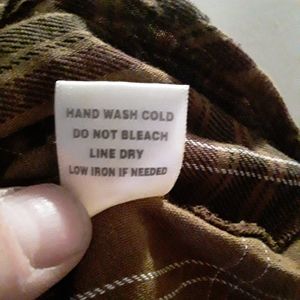 HAND WASH COLD
DO NOT BLEACH
LINE DRY
LOW IRON IF NEEDED